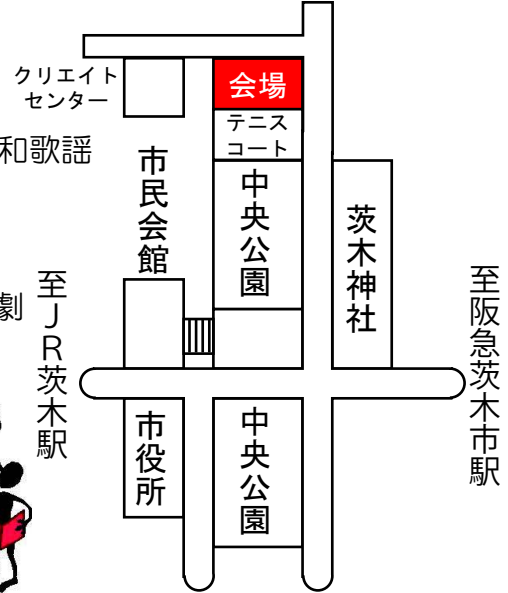 クリエイト
センター
会場
テニス
コート
和歌謡
市民会館
中央公園
茨木神社
劇
至JR茨木駅
至阪急茨木市駅
市役所
中央公園